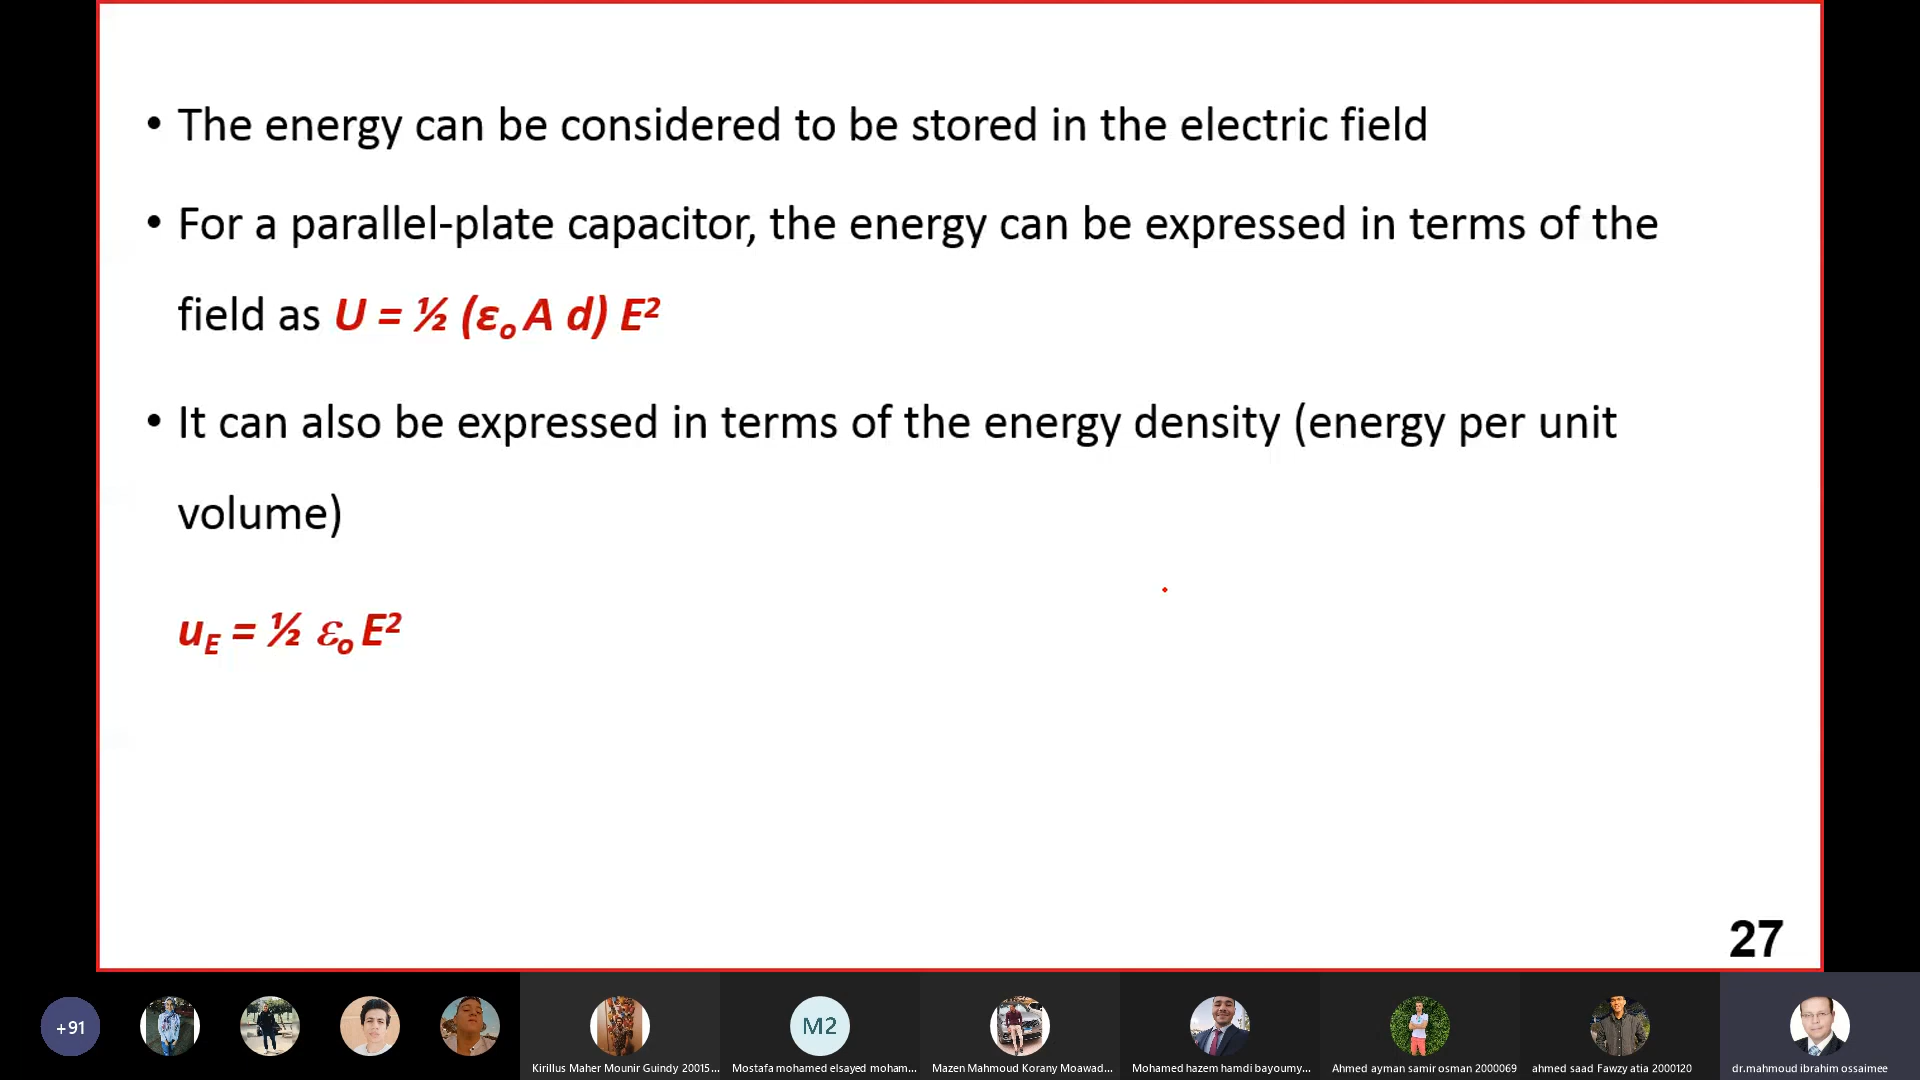 • The energy can be considered to be stored in the electric field
• For a parallel-plate capacitor, the energy can be expressed in terms of the
field as U = ½ (εₒ A d) E²
• It can also be expressed in terms of the energy density (energy per unit
volume)
u_E = ½ εₒ E²
27
+91
M2
Kirillus Maher Mounir Guindy 20015...
Mostafa mohamed elsayed moham...
Mazen Mahmoud Korany Moawad...
Mohamed hazem hamdi bayoumy...
Ahmed ayman samir osman 2000069
ahmed saad Fawzy atia 2000120
dr.mahmoud ibrahim ossaimee